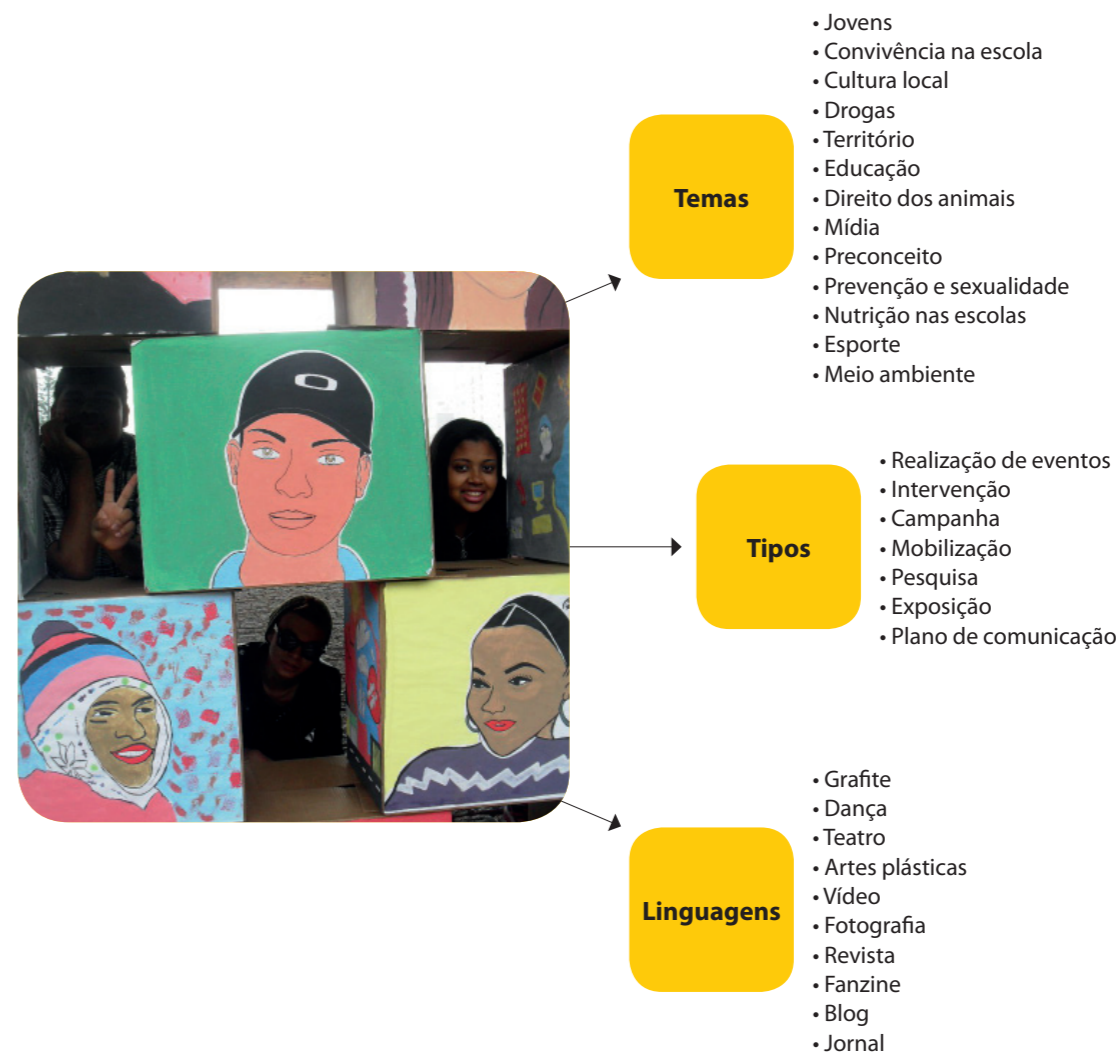 • Jovens
• Convivência na escola
• Cultura local
• Drogas
• Território
• Educação
• Direito dos animais
• Mídia
• Preconceito
• Prevenção e sexualidade
• Nutrição nas escolas
• Esporte
• Meio ambiente
Temas
• Realização de eventos
• Intervenção
• Campanha
• Mobilização
• Pesquisa
• Exposição
• Plano de comunicação
Tipos
• Grafite
• Dança
• Teatro
• Artes plásticas
• Vídeo
• Fotografia
• Revista
• Fanzine
• Blog
• Jornal
Linguagens